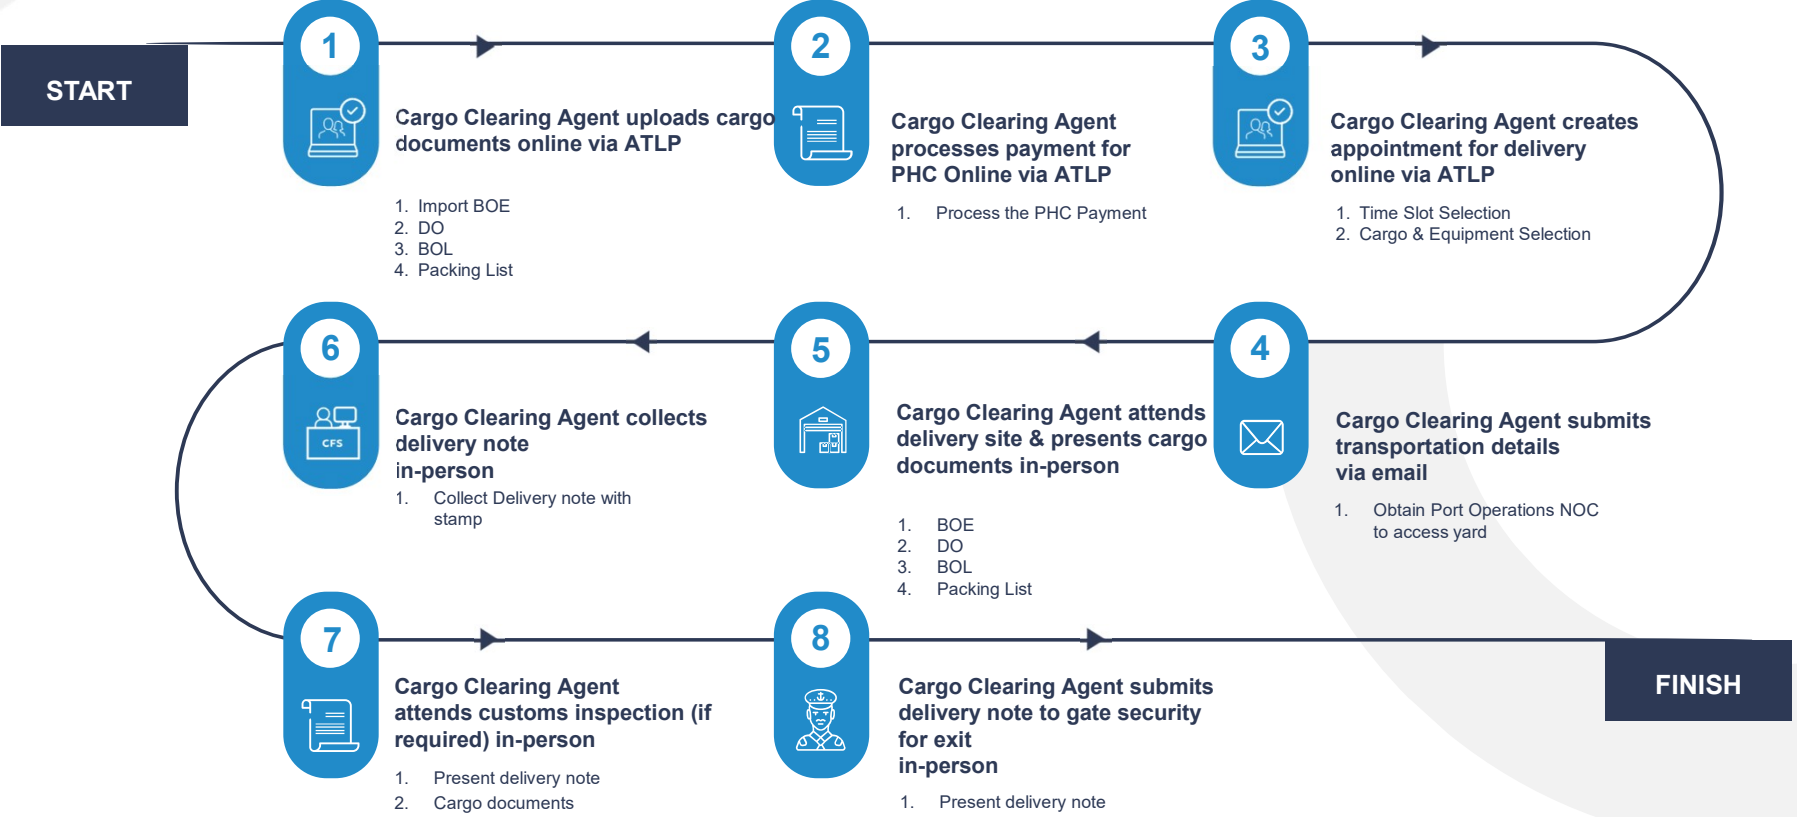 START
1
Cargo Clearing Agent uploads cargo
documents online via ATLP
1. Import BOE
2. DO
3. BOL
4. Packing List
2
Cargo Clearing Agent
processes payment for
PHC Online via ATLP
1. Process the PHC Payment
3
Cargo Clearing Agent creates
appointment for delivery
online via ATLP
1. Time Slot Selection
2. Cargo & Equipment Selection
4
Cargo Clearing Agent submits
transportation details
via email
1. Obtain Port Operations NOC
to access yard
5
Cargo Clearing Agent attends
delivery site & presents cargo
documents in-person
1. BOE
2. DO
3. BOL
4. Packing List
6
CFS
Cargo Clearing Agent collects
delivery note
in-person
1. Collect Delivery note with
stamp
7
Cargo Clearing Agent
attends customs inspection (if
required) in-person
1. Present delivery note
2. Cargo documents
8
Cargo Clearing Agent submits
delivery note to gate security
for exit
in-person
1. Present delivery note
FINISH